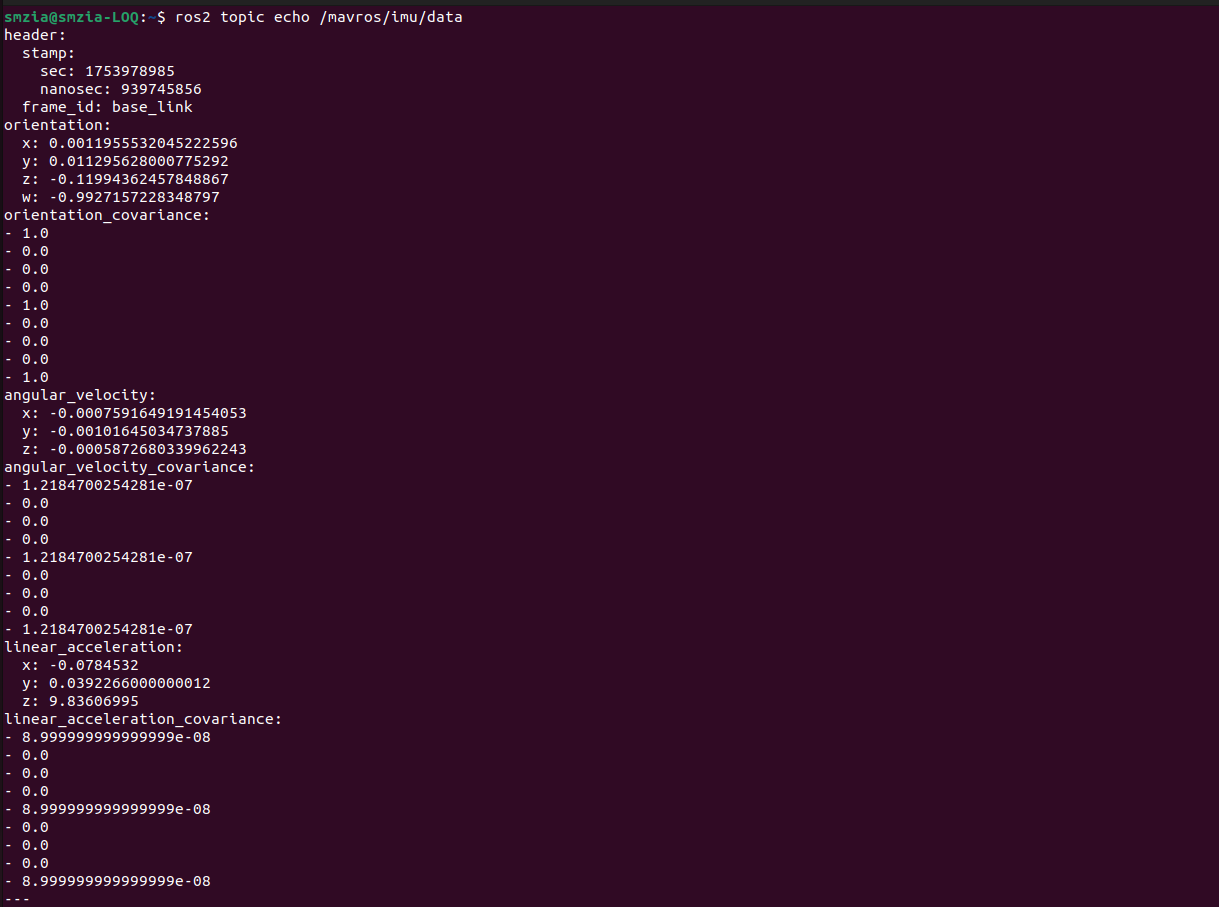 smzia@smzia-LOQ:~$ ros2 topic echo /mavros/imu/data
header:
  stamp:
    sec: 1753978985
    nanosec: 939745856
  frame_id: base_link
orientation:
  x: 0.0011955532045222596
  y: 0.011295628000775292
  z: -0.11994362457848867
  w: -0.9927157228348797
orientation_covariance:
- 1.0
- 0.0
- 0.0
- 0.0
- 1.0
- 0.0
- 0.0
- 0.0
- 1.0
angular_velocity:
  x: -0.0007591649191454053
  y: -0.00101645034737885
  z: -0.0005872680339962243
angular_velocity_covariance:
- 1.2184700254281e-07
- 0.0
- 0.0
- 0.0
- 1.2184700254281e-07
- 0.0
- 0.0
- 0.0
- 1.2184700254281e-07
linear_acceleration:
  x: -0.0784532
  y: 0.0392266000000012
  z: 9.83606995
linear_acceleration_covariance:
- 8.999999999999999e-08
- 0.0
- 0.0
- 0.0
- 8.999999999999999e-08
- 0.0
- 0.0
- 0.0
- 8.999999999999999e-08
---